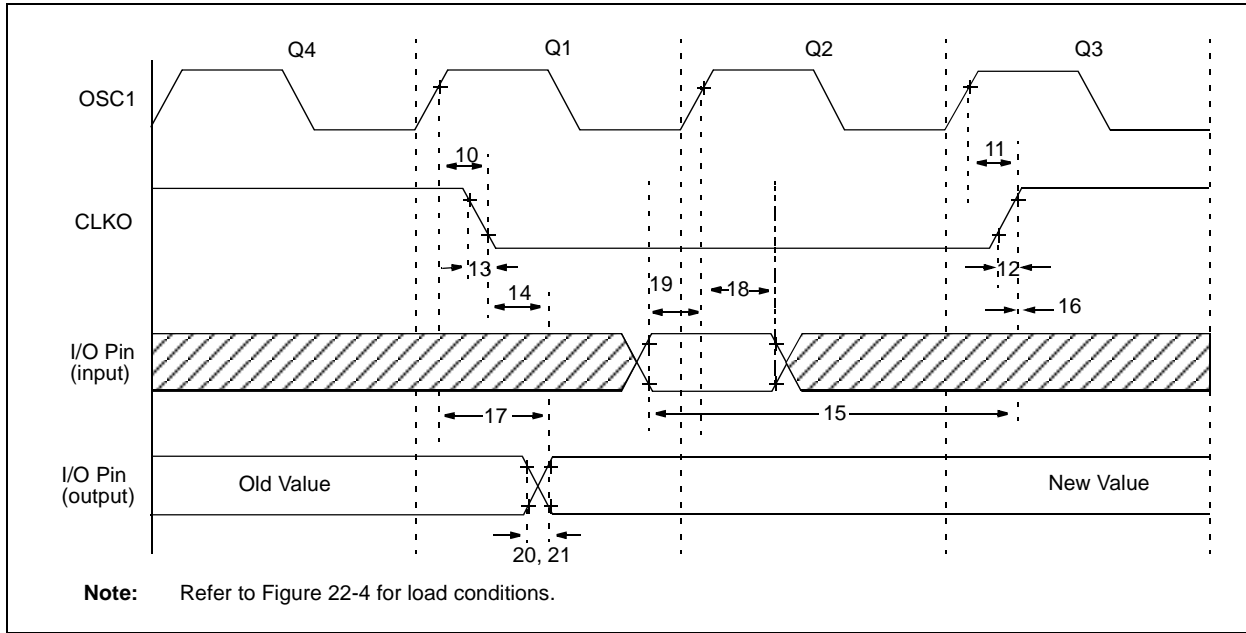 Q4 Q1 Q2 Q3
OSC1
10 11
CLKO
13 12
14 19 18 16
I/O Pin
(input)
17 15
I/O Pin
(output)
Old Value New Value
20, 21
Note: Refer to Figure 22-4 for load conditions.